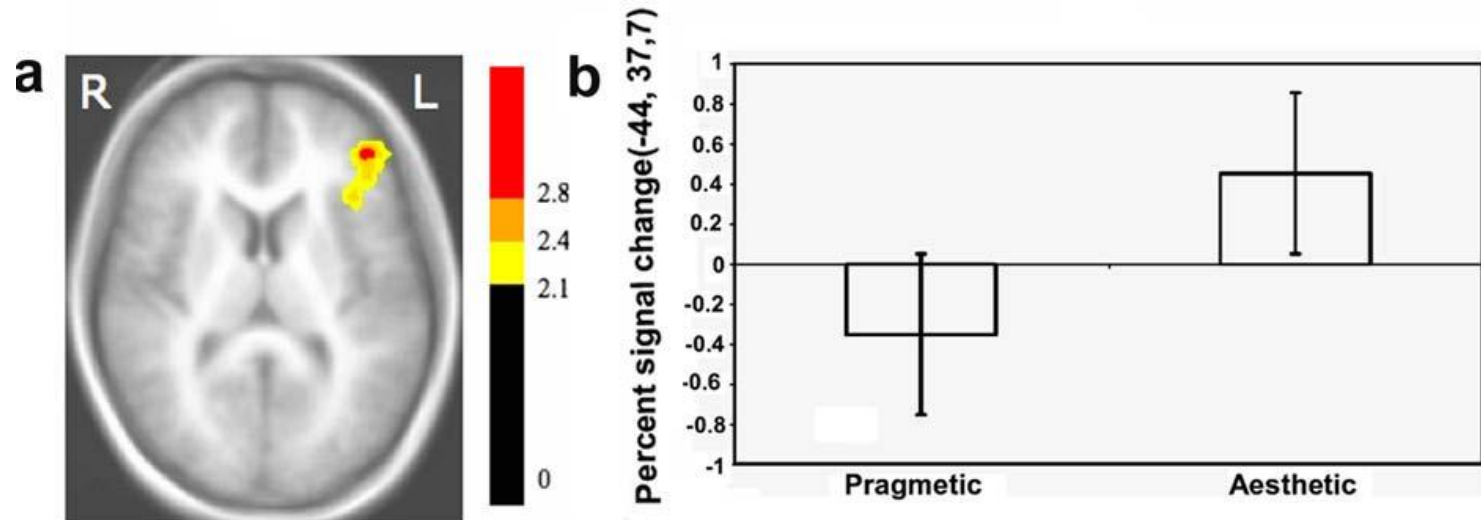 a
R
L
2.8
2.4
2.1
0
b
Percent signal change(-44, 37,7)
1
0.8
0.6
0.4
0.2
0
-0.2
-0.4
-0.6
-0.8
-1
Pragmetic
Aesthetic